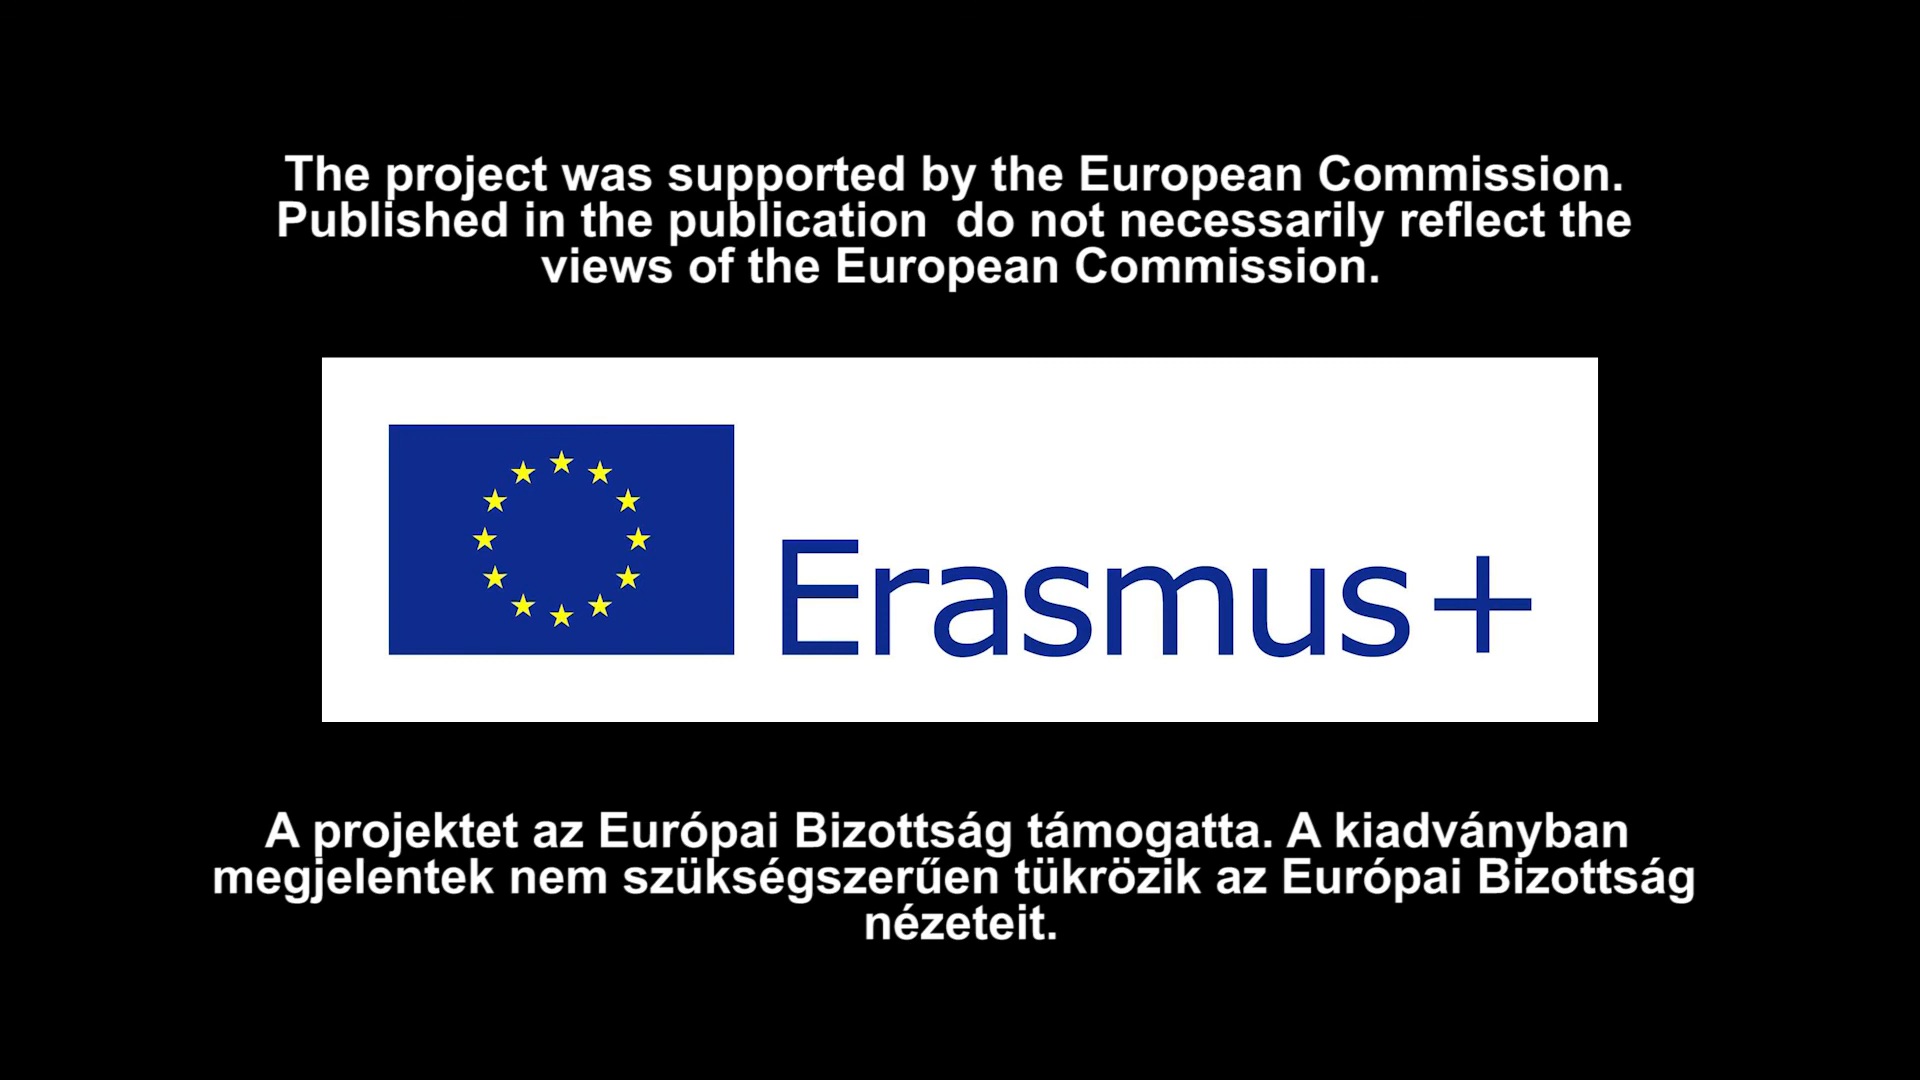 The project was supported by the European Commission.
Published in the publication  do not necessarily reflect the
views of the European Commission.
Erasmus+
A projektet az Európai Bizottság támogatta. A kiadványban
megjelentek nem szükségszerűen tükrözik az Európai Bizottság
nézeteit.